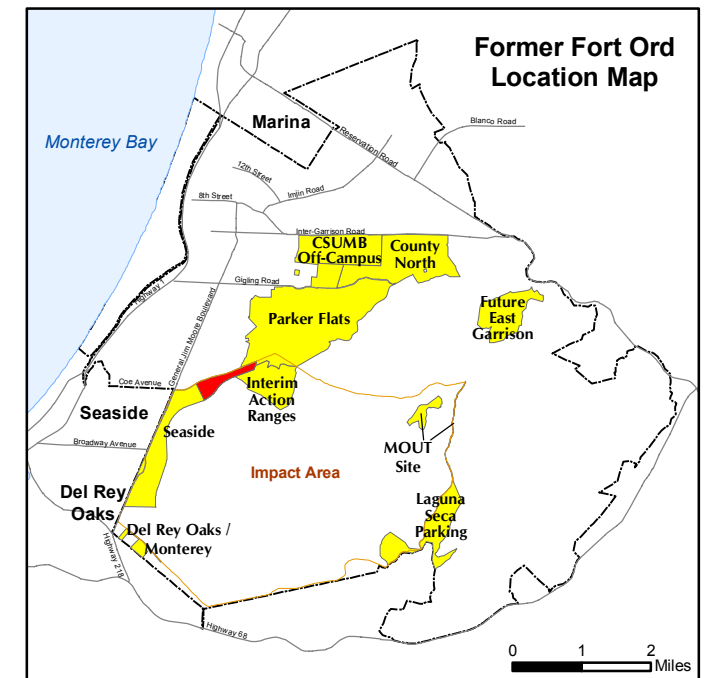 Former Fort Ord
Location Map
Marina
Blanco Road
Monterey Bay
Reservation Road
12th Street
Imjin Road
8th Street
Inter-Garrison Road
CSUMB
Off-Campus
County
North
Gigling Road
Highway 1
General Jim Moore Boulevard
Parker Flats
Future
East
Garrison
Coe Avenue
Interim
Action
Ranges
Seaside
Seaside
Broadway Avenue
MOUT
Site
Impact Area
Del Rey
Oaks
Laguna
Seca
Parking
Del Rey Oaks /
Monterey
Highway 218
Highway 68
0 1 2
Miles